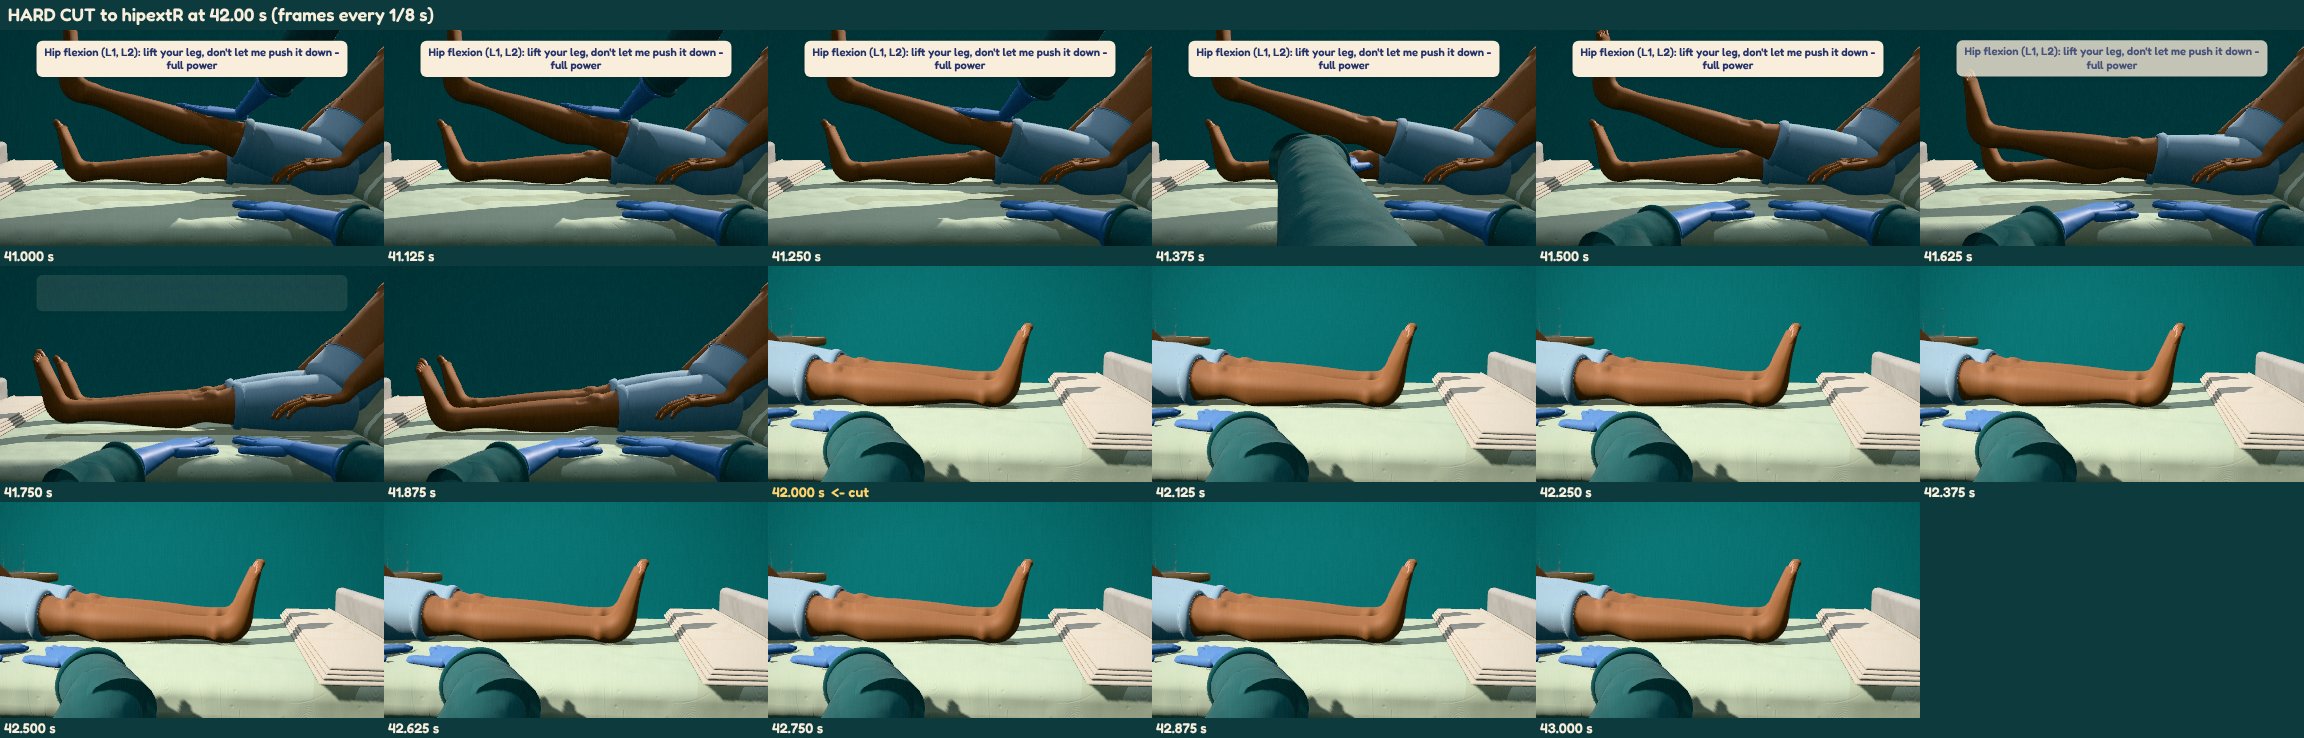 HARD CUT to hipextR at 42.00 s (frames every 1/8 s)
Hip flexion (L1, L2): lift your leg, don't let me push it down -
full power
Hip flexion (L1, L2): lift your leg, don't let me push it down -
full power
Hip flexion (L1, L2): lift your leg, don't let me push it down -
full power
Hip flexion (L1, L2): lift your leg, don't let me push it down -
full power
Hip flexion (L1, L2): lift your leg, don't let me push it down -
full power
Hip flexion (L1, L2): lift your leg, don't let me push it down -
full power
41.000 s
41.125 s
41.250 s
41.375 s
41.500 s
41.625 s
41.750 s
41.875 s
42.000 s <- cut
42.125 s
42.250 s
42.375 s
42.500 s
42.625 s
42.750 s
42.875 s
43.000 s